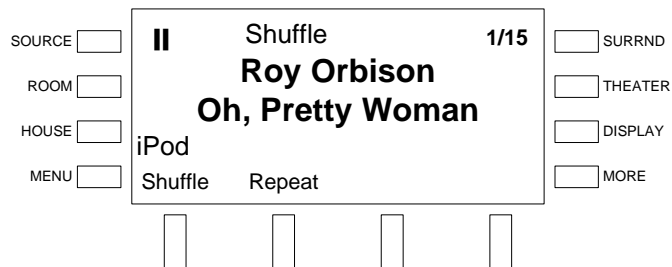 SOURCE II Shuffle 1/15 SURRND
Roy Orbison
ROOM THEATER
Oh, Pretty Woman
HOUSE DISPLAY
iPod
MENU Shuffle Repeat MORE